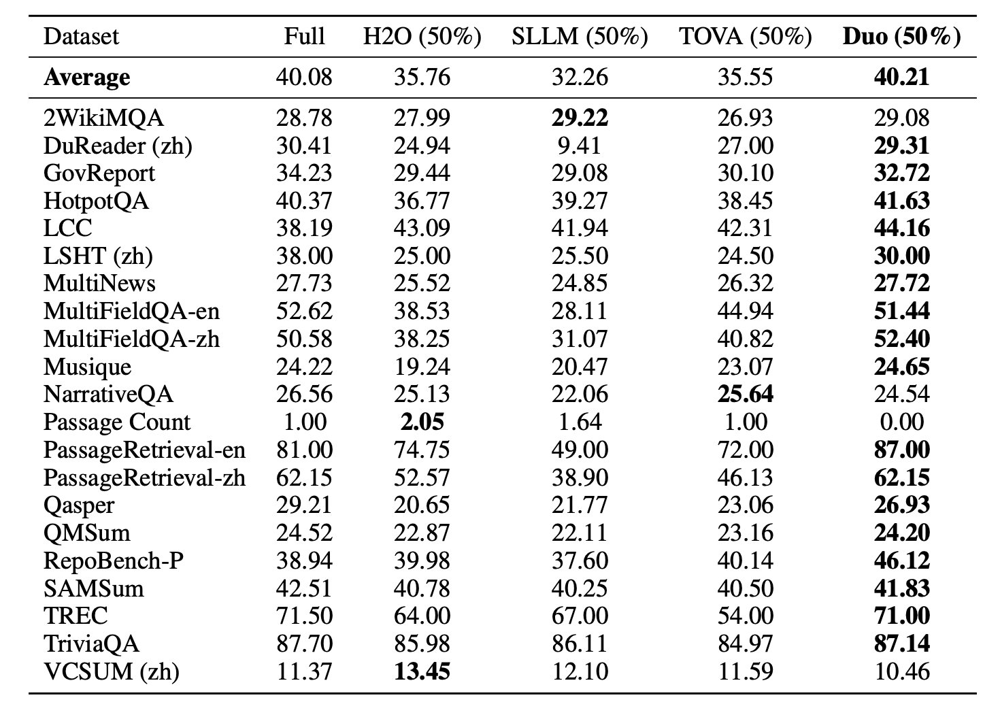 Dataset Full H2O (50%) SLLM (50%) TOVA (50%) Duo (50%)
Average 40.08 35.76 32.26 35.55 40.21
2WikiMQA 28.78 27.99 29.22 26.93 29.08
DuReader (zh) 30.41 24.94 9.41 27.00 29.31
GovReport 34.23 29.44 29.08 30.10 32.72
HotpotQA 40.37 36.77 39.27 38.45 41.63
LCC 38.19 43.09 41.94 42.31 44.16
LSHT (zh) 38.00 25.00 25.50 24.50 30.00
MultiNews 27.73 25.52 24.85 26.32 27.72
MultiFieldQA-en 52.62 38.53 28.11 44.94 51.44
MultiFieldQA-zh 50.58 38.25 31.07 40.82 52.40
Musique 24.22 19.24 20.47 23.07 24.65
NarrativeQA 26.56 25.13 22.06 25.64 24.54
Passage Count 1.00 2.05 1.64 1.00 0.00
PassageRetrieval-en 81.00 74.75 49.00 72.00 87.00
PassageRetrieval-zh 62.15 52.57 38.90 46.13 62.15
Qasper 29.21 20.65 21.77 23.06 26.93
QMSum 24.52 22.87 22.11 23.16 24.20
RepoBench-P 38.94 39.98 37.60 40.14 46.12
SAMSum 42.51 40.78 40.25 40.50 41.83
TREC 71.50 64.00 67.00 54.00 71.00
TriviaQA 87.70 85.98 86.11 84.97 87.14
VCSUM (zh) 11.37 13.45 12.10 11.59 10.46